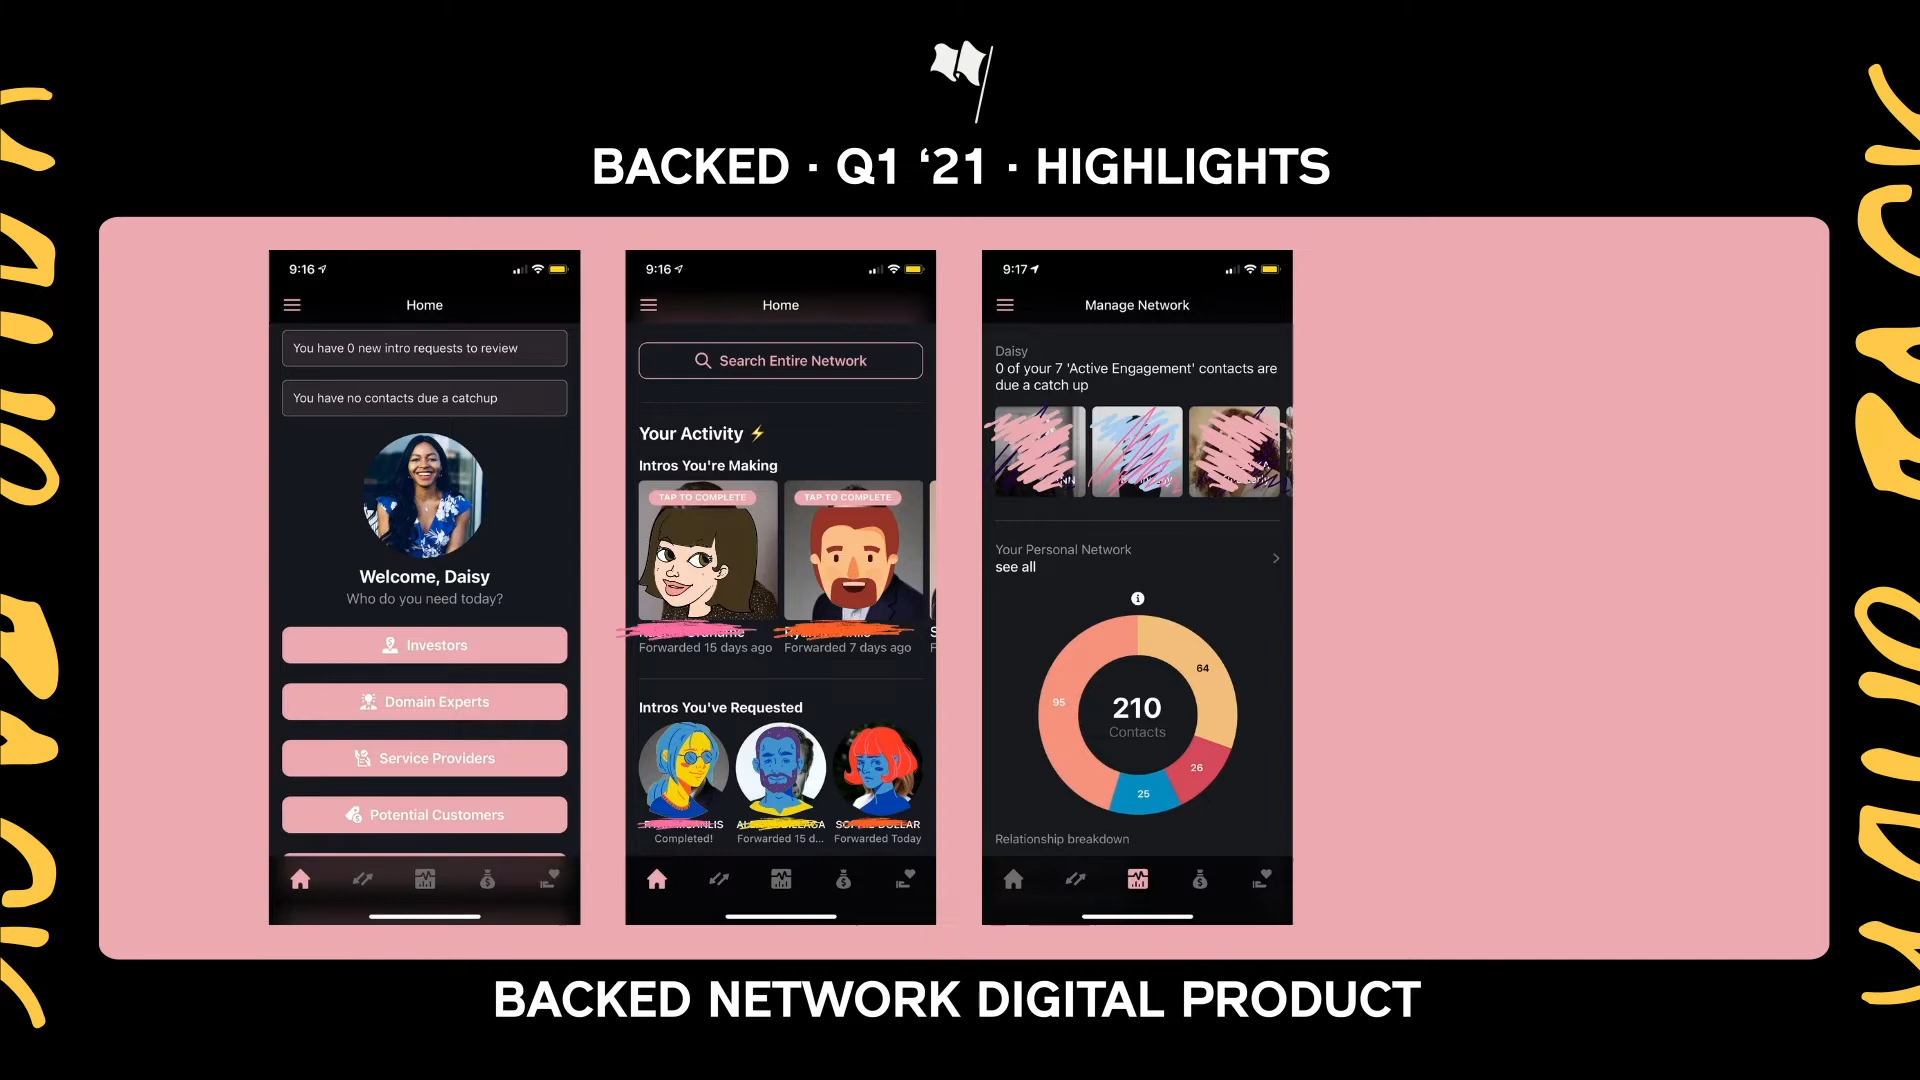 BACKED · Q1 ‘21 · HIGHLIGHTS
9:16
Home
You have 0 new intro requests to review
You have no contacts due a catchup
Welcome, Daisy
Who do you need today?
Investors
Domain Experts
Service Providers
Potential Customers
9:16
Home
Search Entire Network
Your Activity ⚡
Intros You're Making
TAP TO COMPLETE
TAP TO COMPLETE
Forwarded 15 days ago
Forwarded 7 days ago
Intros You've Requested
Completed!
Forwarded 15 d...
Forwarded Today
9:17
Manage Network
Daisy
0 of your 7 'Active Engagement' contacts are
due a catch up
Your Personal Network
see all
64
95
210
Contacts
26
25
Relationship breakdown
BACKED NETWORK DIGITAL PRODUCT